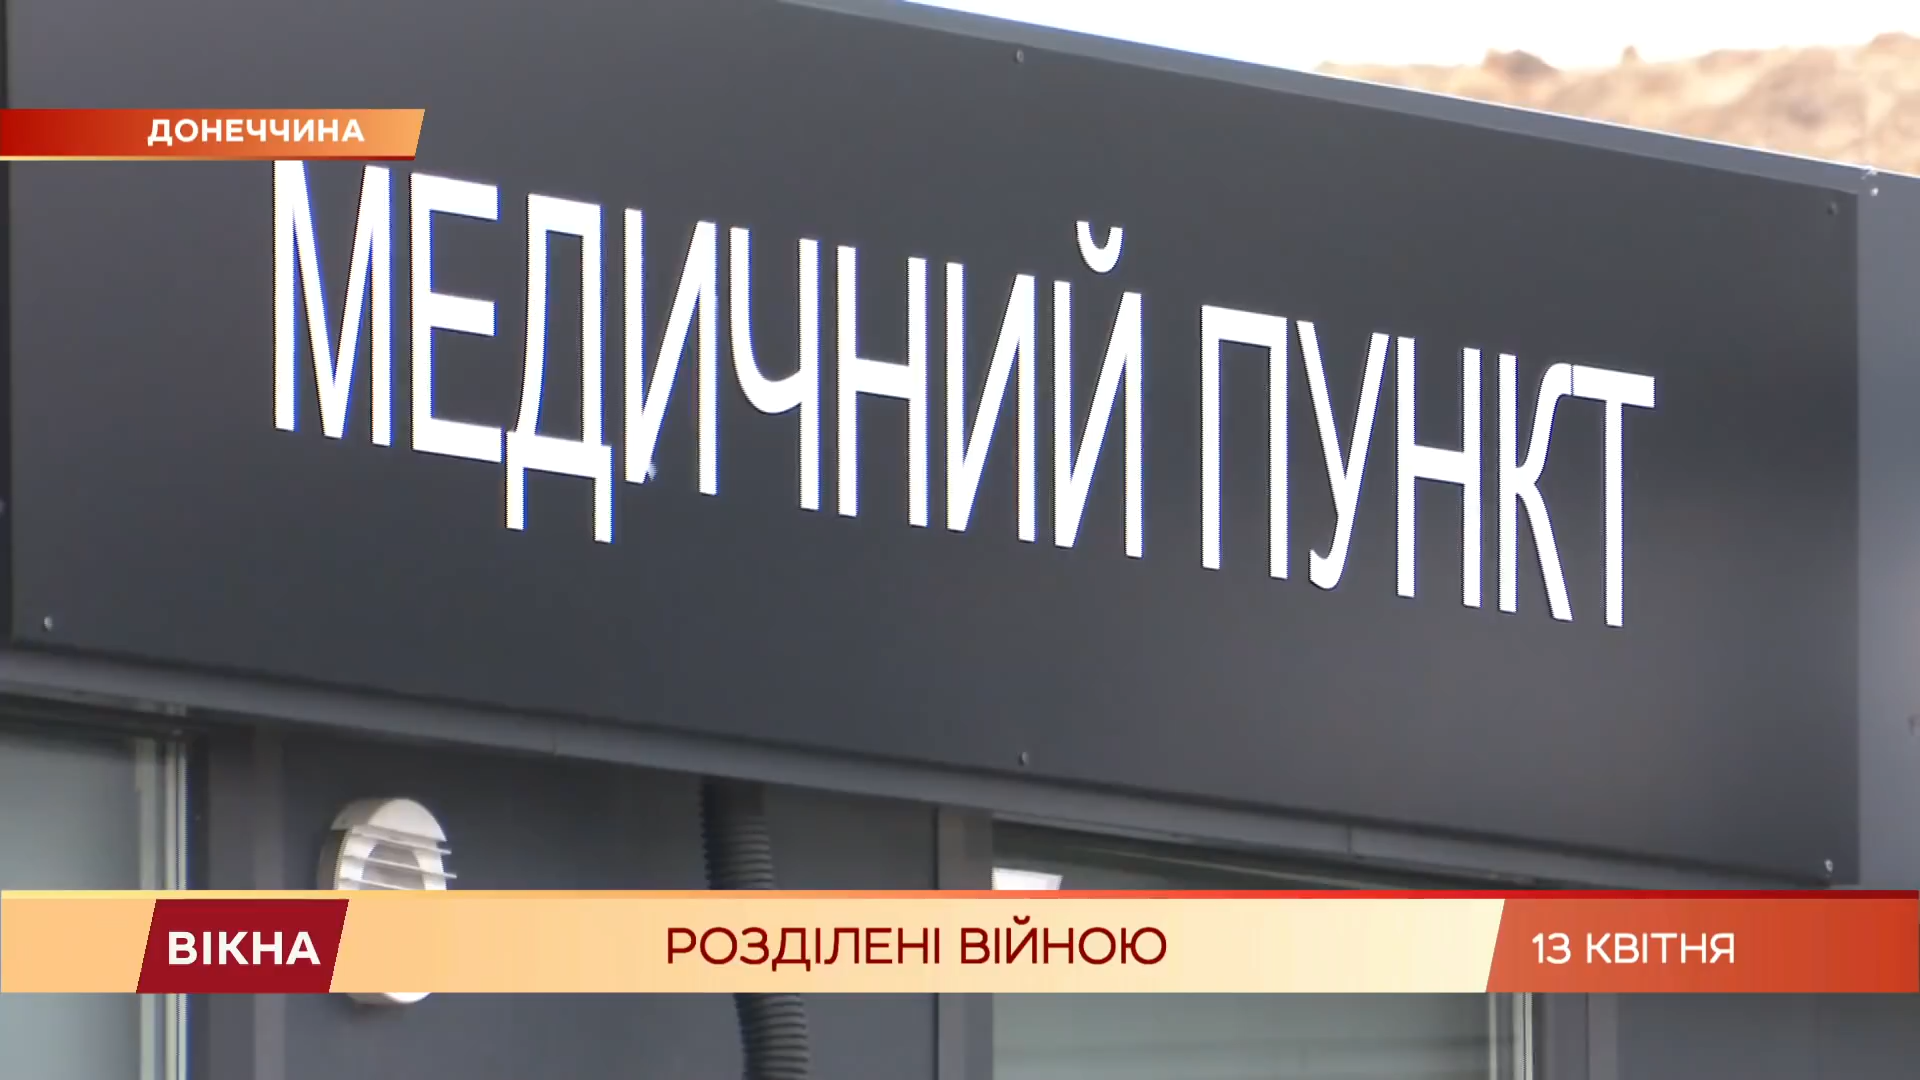 ДОНЕЧЧИНА
МЕДИЧНИЙ ПУНКТ
ВІКНА
РОЗДІЛЕНІ ВІЙНОЮ
13 КВІТНЯ